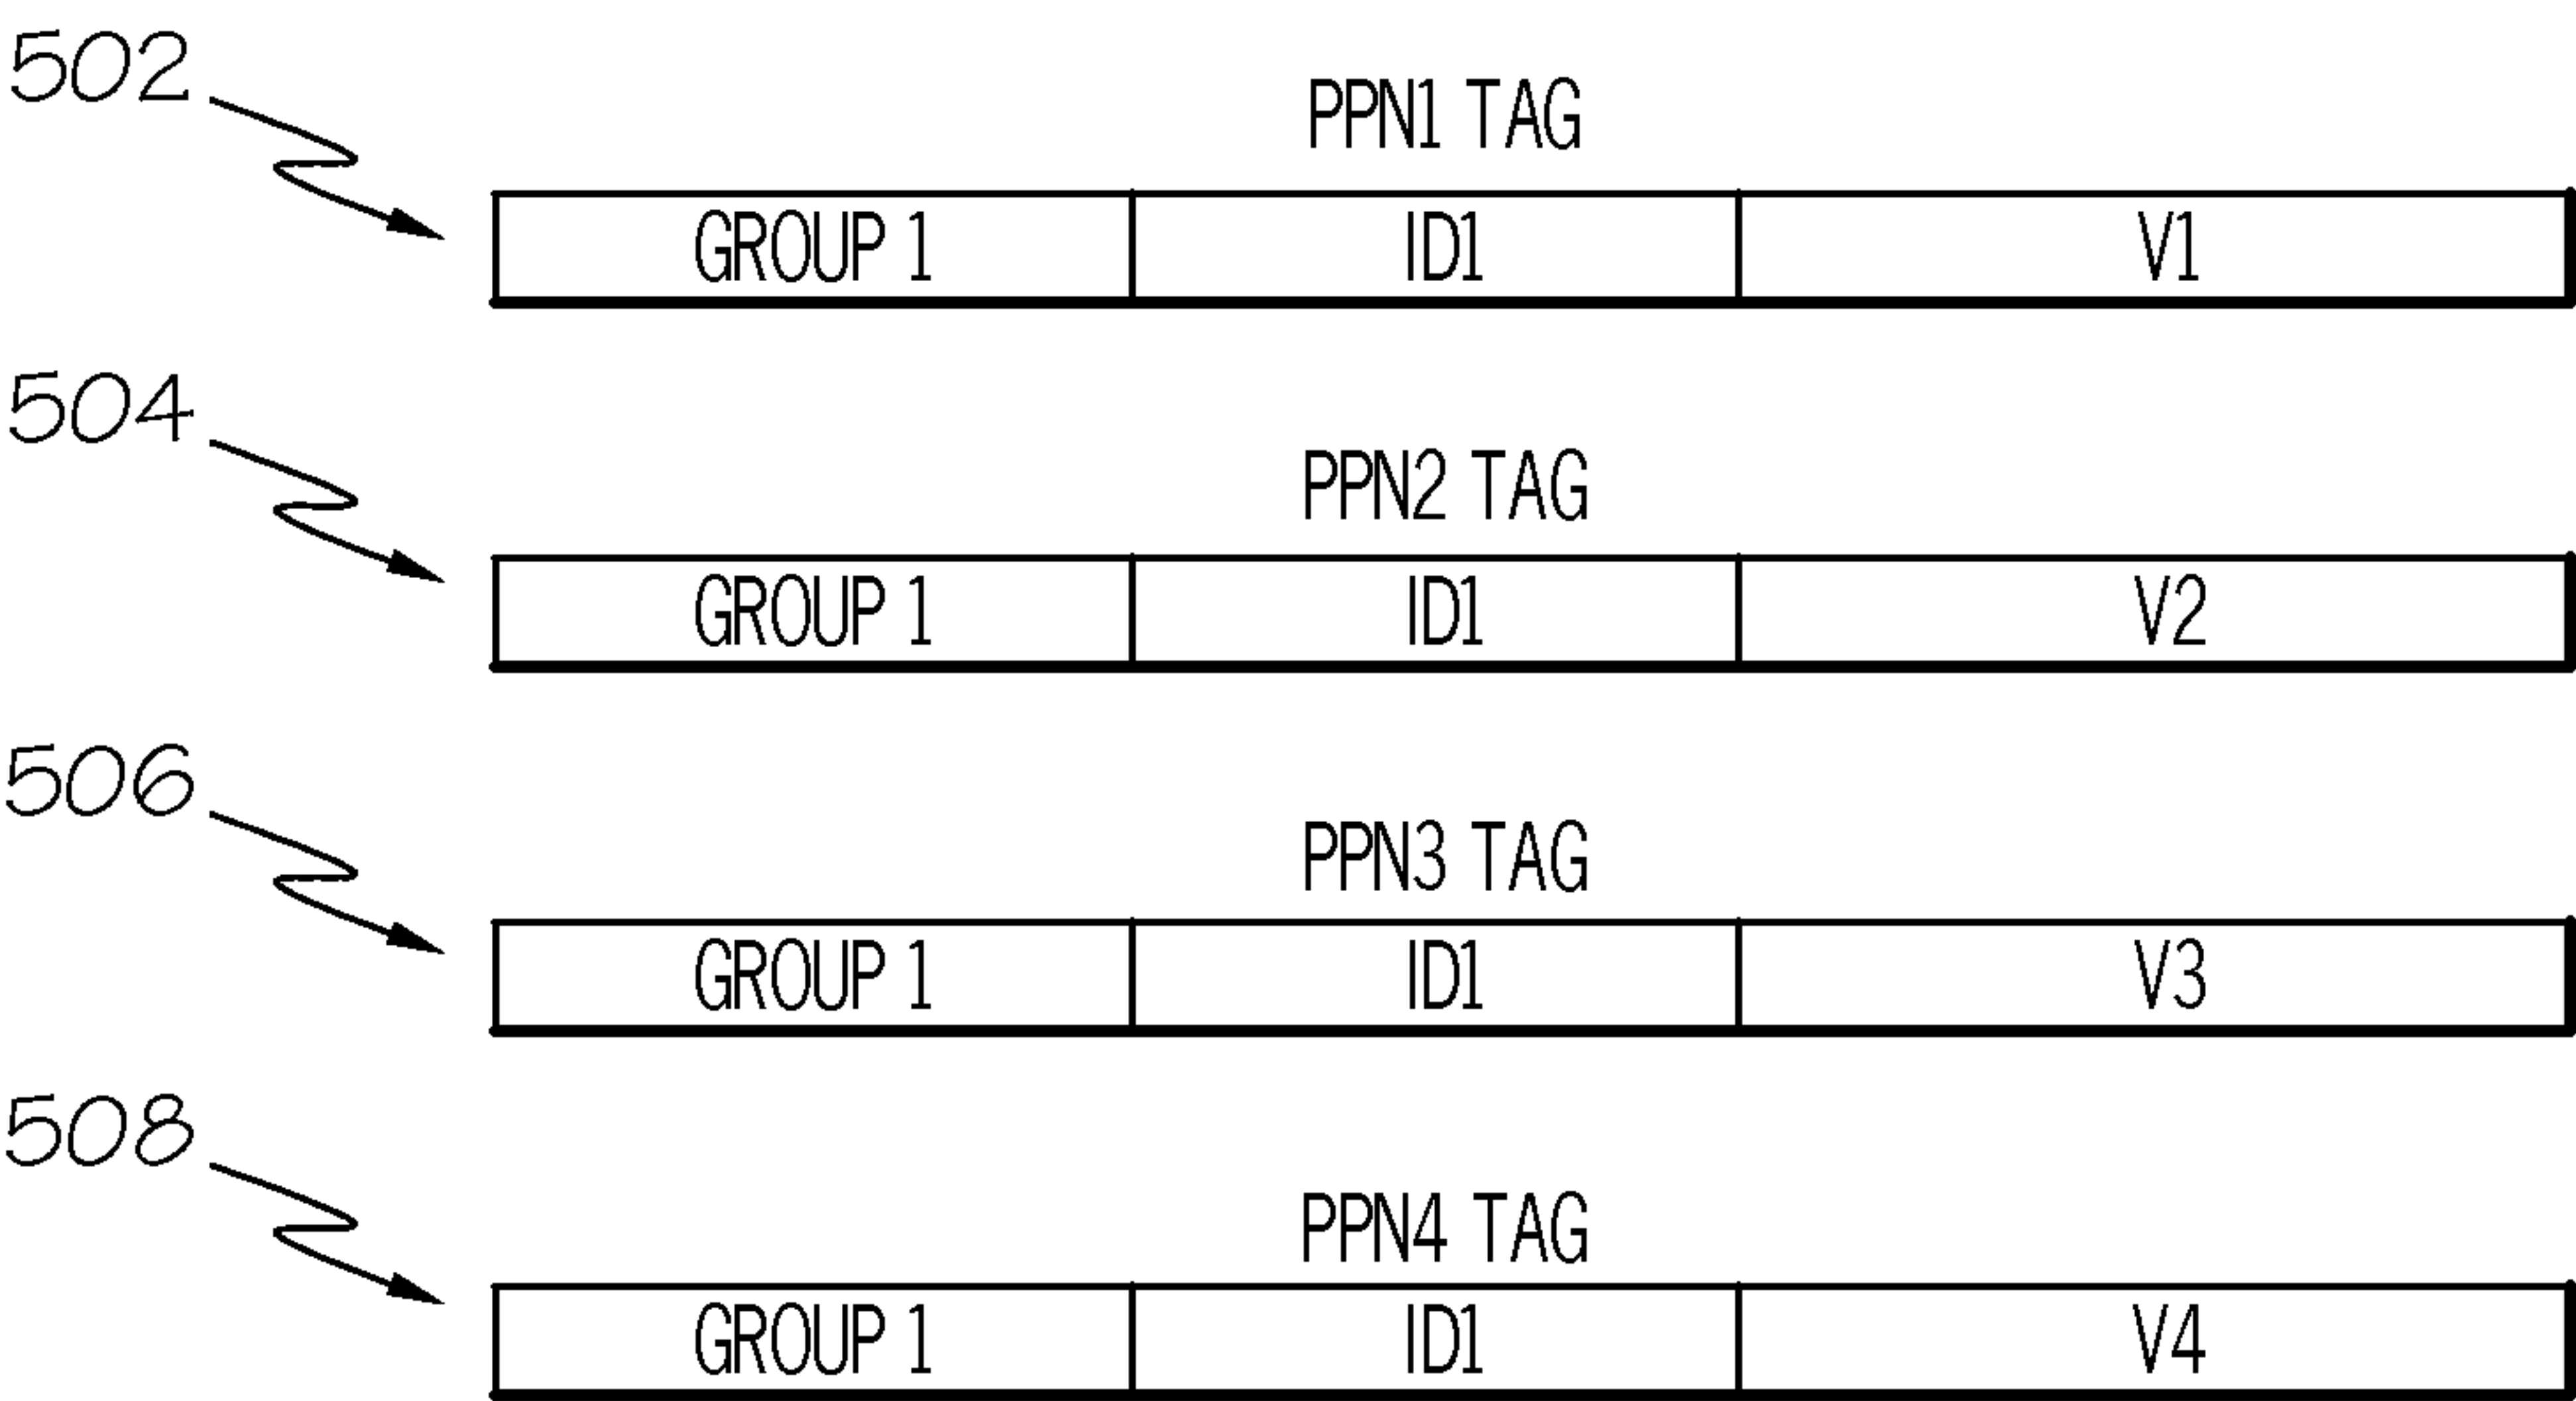 502
PPN1 TAG
GROUP 1 ID1 V1
504
PPN2 TAG
GROUP 1 ID1 V2
506
PPN3 TAG
GROUP 1 ID1 V3
508
PPN4 TAG
GROUP 1 ID1 V4